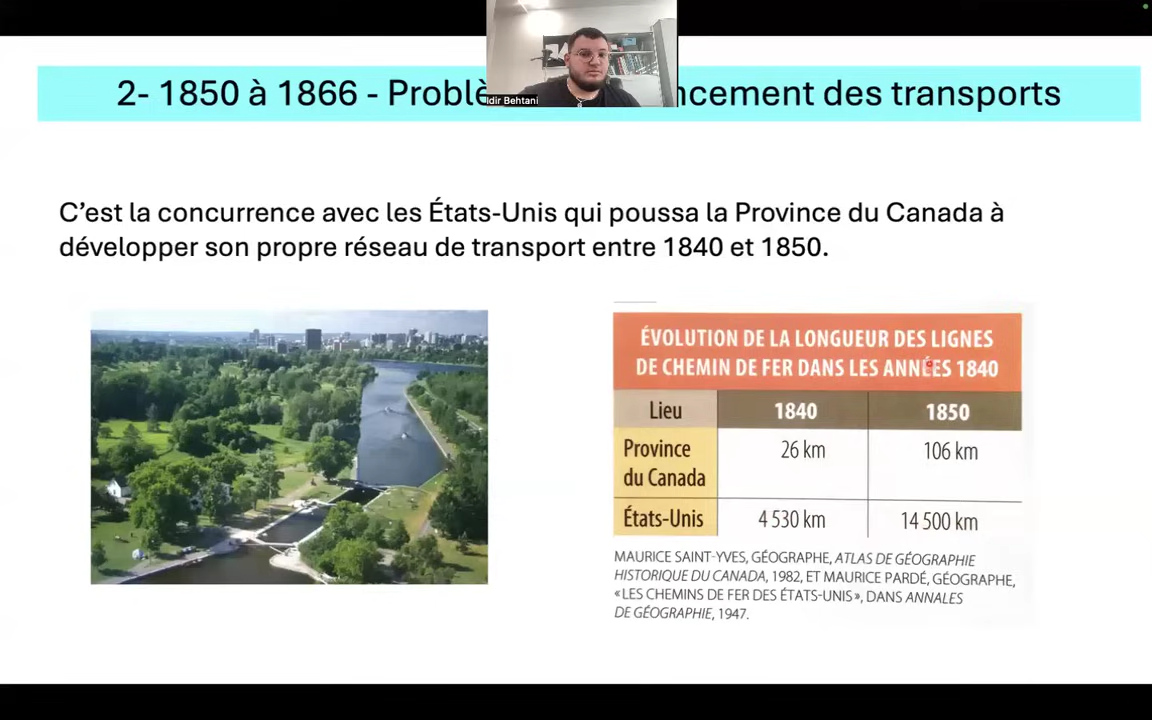 2- 1850 à 1866 - Probl ncement des transports
Idir Behtani
C’est la concurrence avec les États-Unis qui poussa la Province du Canada à
développer son propre réseau de transport entre 1840 et 1850.
ÉVOLUTION DE LA LONGUEUR DES LIGNES
DE CHEMIN DE FER DANS LES ANNÉES 1840
Lieu 1840 1850
Province
du Canada 26 km 106 km
États-Unis 4 530 km 14 500 km
MAURICE SAINT-YVES, GÉOGRAPHE, ATLAS DE GÉOGRAPHIE
HISTORIQUE DU CANADA, 1982, ET MAURICE PARDÉ, GÉOGRAPHE,
« LES CHEMINS DE FER DES ÉTATS-UNIS », DANS ANNALES
DE GÉOGRAPHIE, 1947.